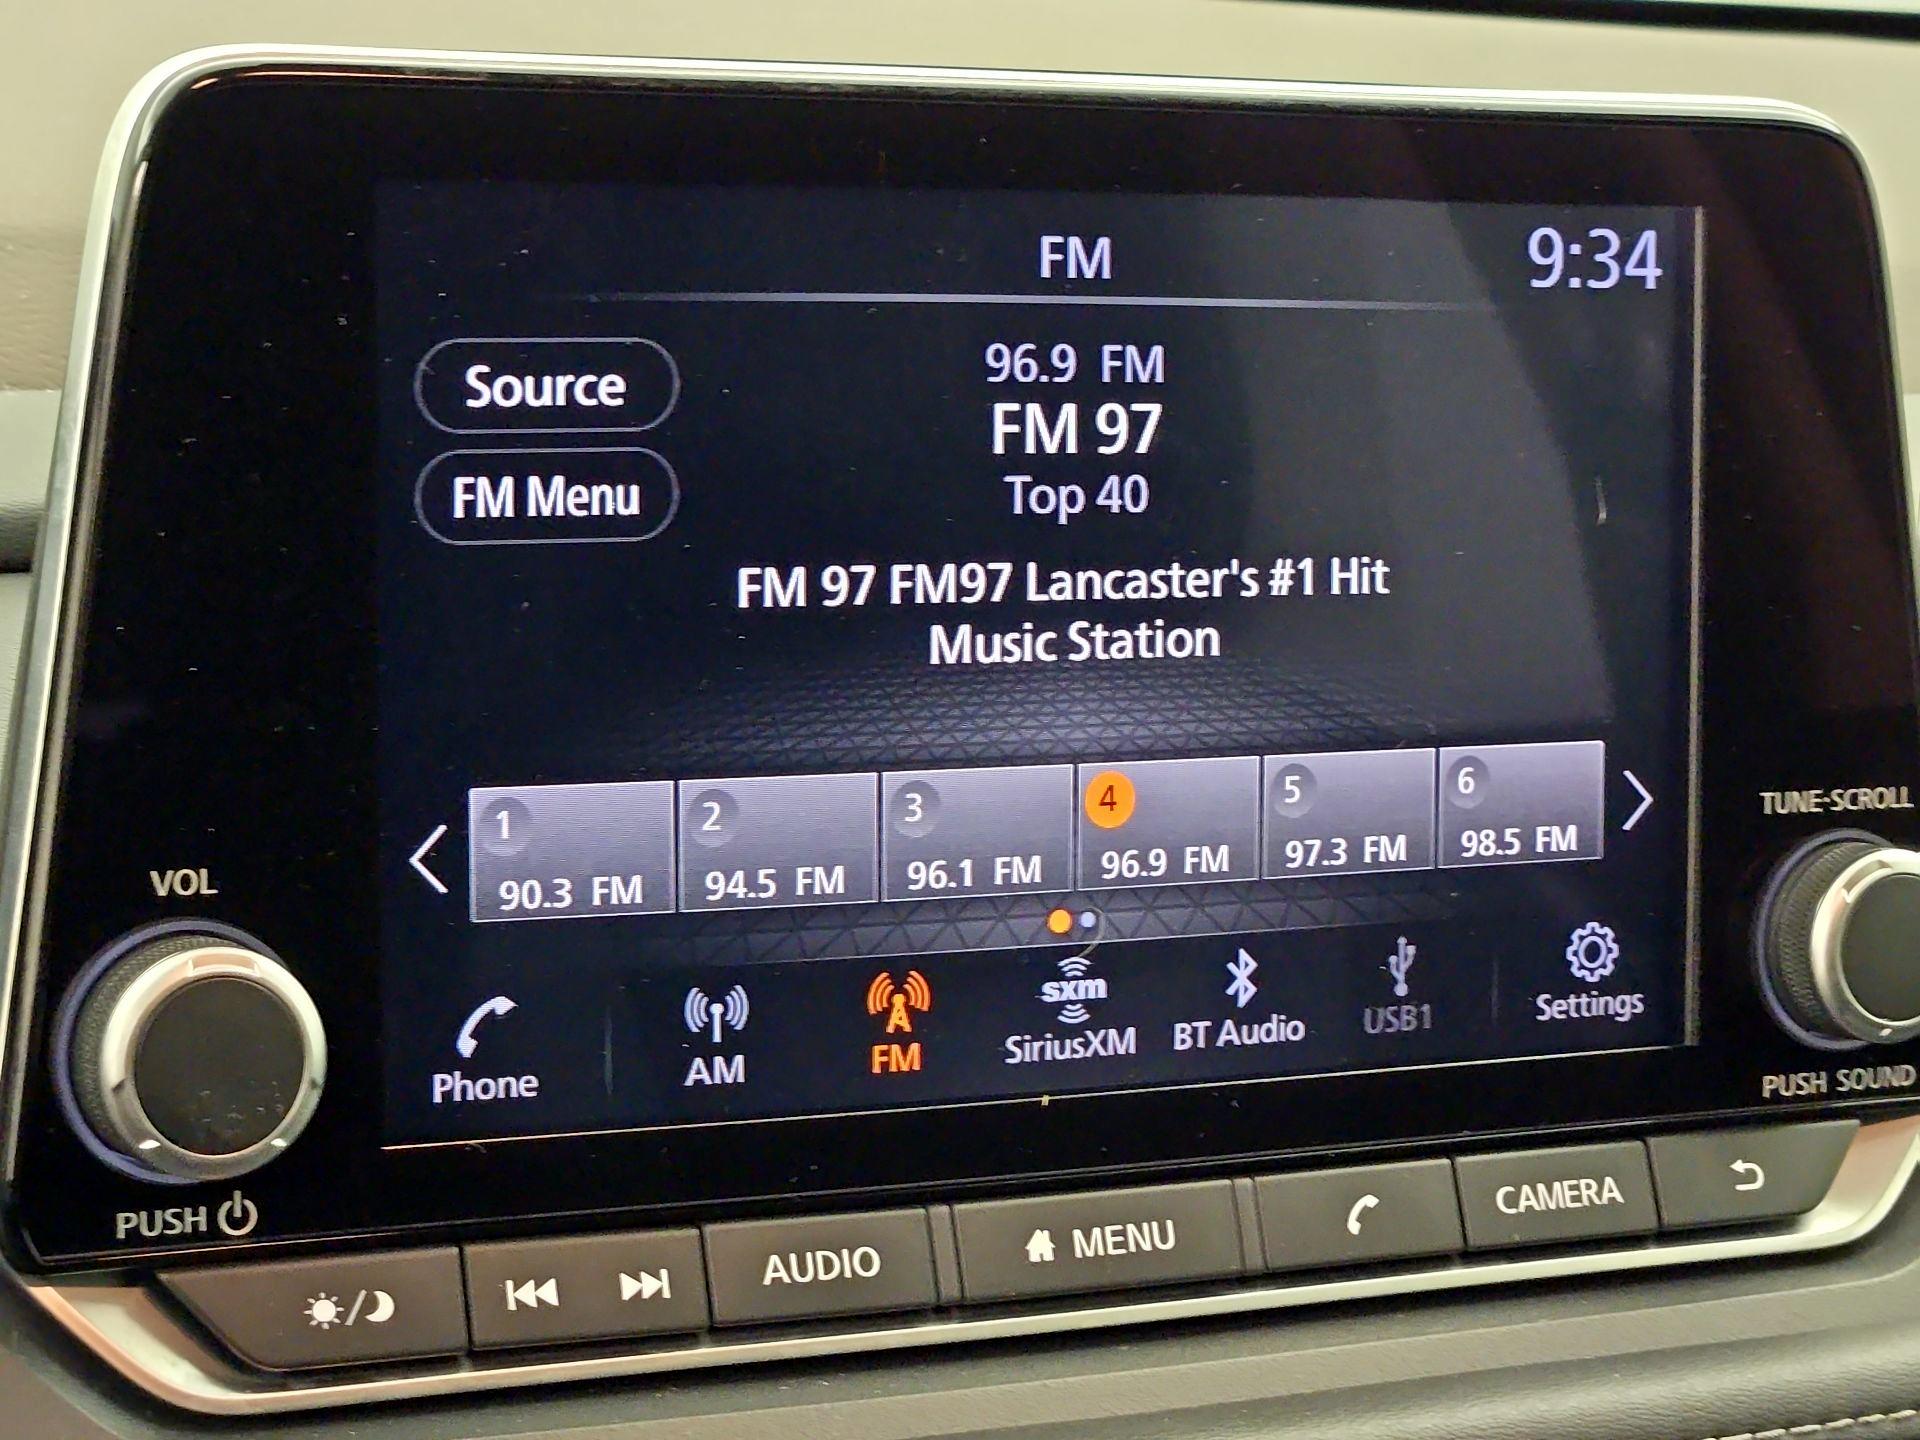 FM
9:34
Source
96.9 FM
FM 97
FM Menu
Top 40
FM 97 FM97 Lancaster's #1 Hit
Music Station
1
2
3
4
5
6
90.3 FM
94.5 FM
96.1 FM
96.9 FM
97.3 FM
98.5 FM
VOL
TUNE·SCROLL
Phone
AM
A
FM
sxm
SiriusXM
BT Audio
USB1
Settings
PUSH
PUSH SOUND
AUDIO
MENU
CAMERA